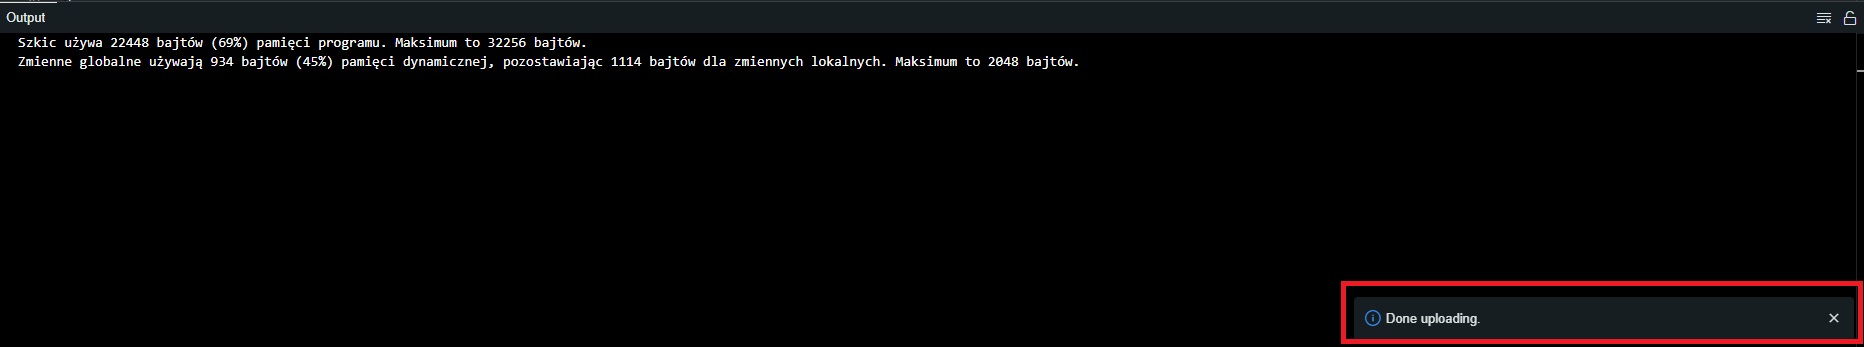 Output
Szkic używa 22448 bajtów (69%) pamięci programu. Maksimum to 32256 bajtów.
Zmienne globalne używają 934 bajtów (45%) pamięci dynamicznej, pozostawiając 1114 bajtów dla zmiennych lokalnych. Maksimum to 2048 bajtów.
Done uploading.